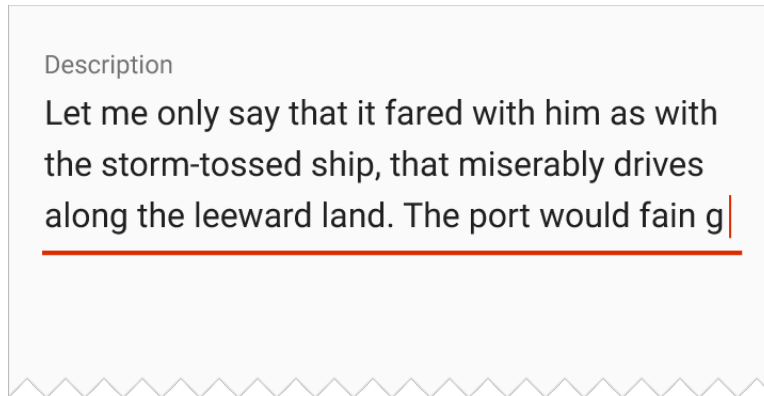 Description
Let me only say that it fared with him as with
the storm-tossed ship, that miserably drives
along the leeward land. The port would fain g